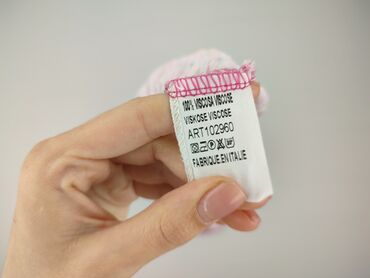 100% VISCOSA VISCOSE
VISKOSE VISCOSE
ART102960
FABRIQUE.EN ITALIE